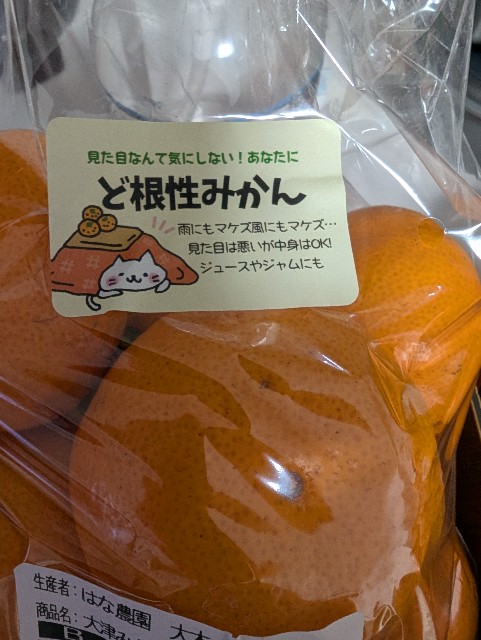 見た目なんて気にしない！あなたに
ど根性みかん
雨にもマケズ風にもマケズ…
見た目は悪いが中身はOK!
ジュースやジャムにも
生産者：はな農園
商品名：大津み